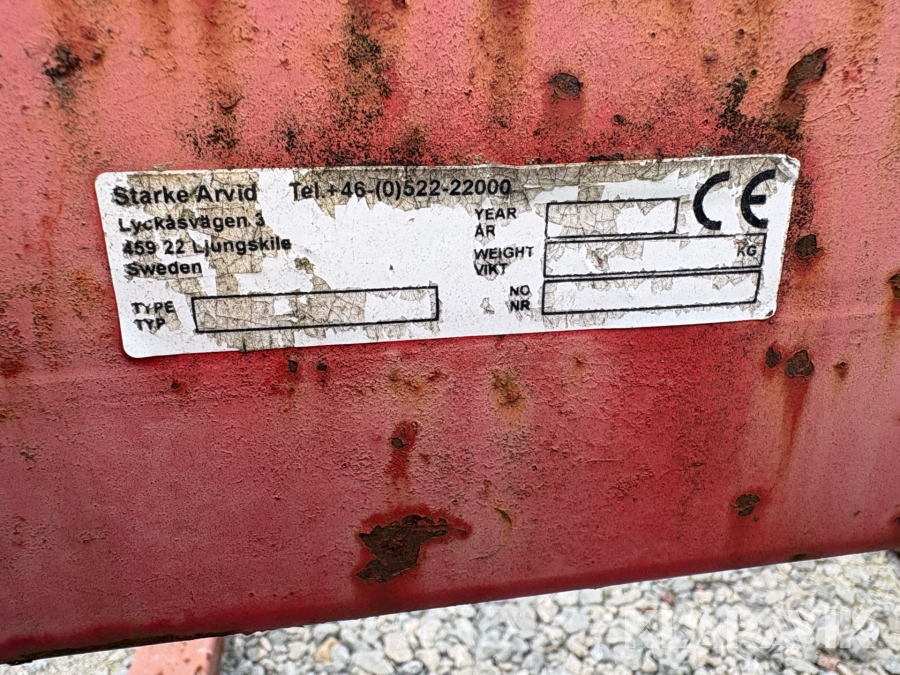 Starke Arvid Tel +46-(0)522-22000
Lyckåsvägen 3
459 22 Ljungskile
Sweden
TYPE
TYP
YEAR
ÅR
WEIGHT
VIKT
KG
NO
NR
CE
KLARAVIK